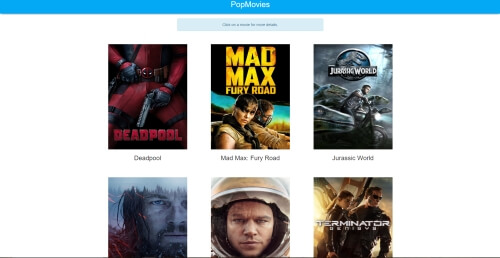 PopMovies
Click on a movie for more details
DEADPOOL
MAD
MAX
FURY ROAD
JURASSIC WORLD
Deadpool
Mad Max: Fury Road
Jurassic World
TERMINATOR
GENISYS